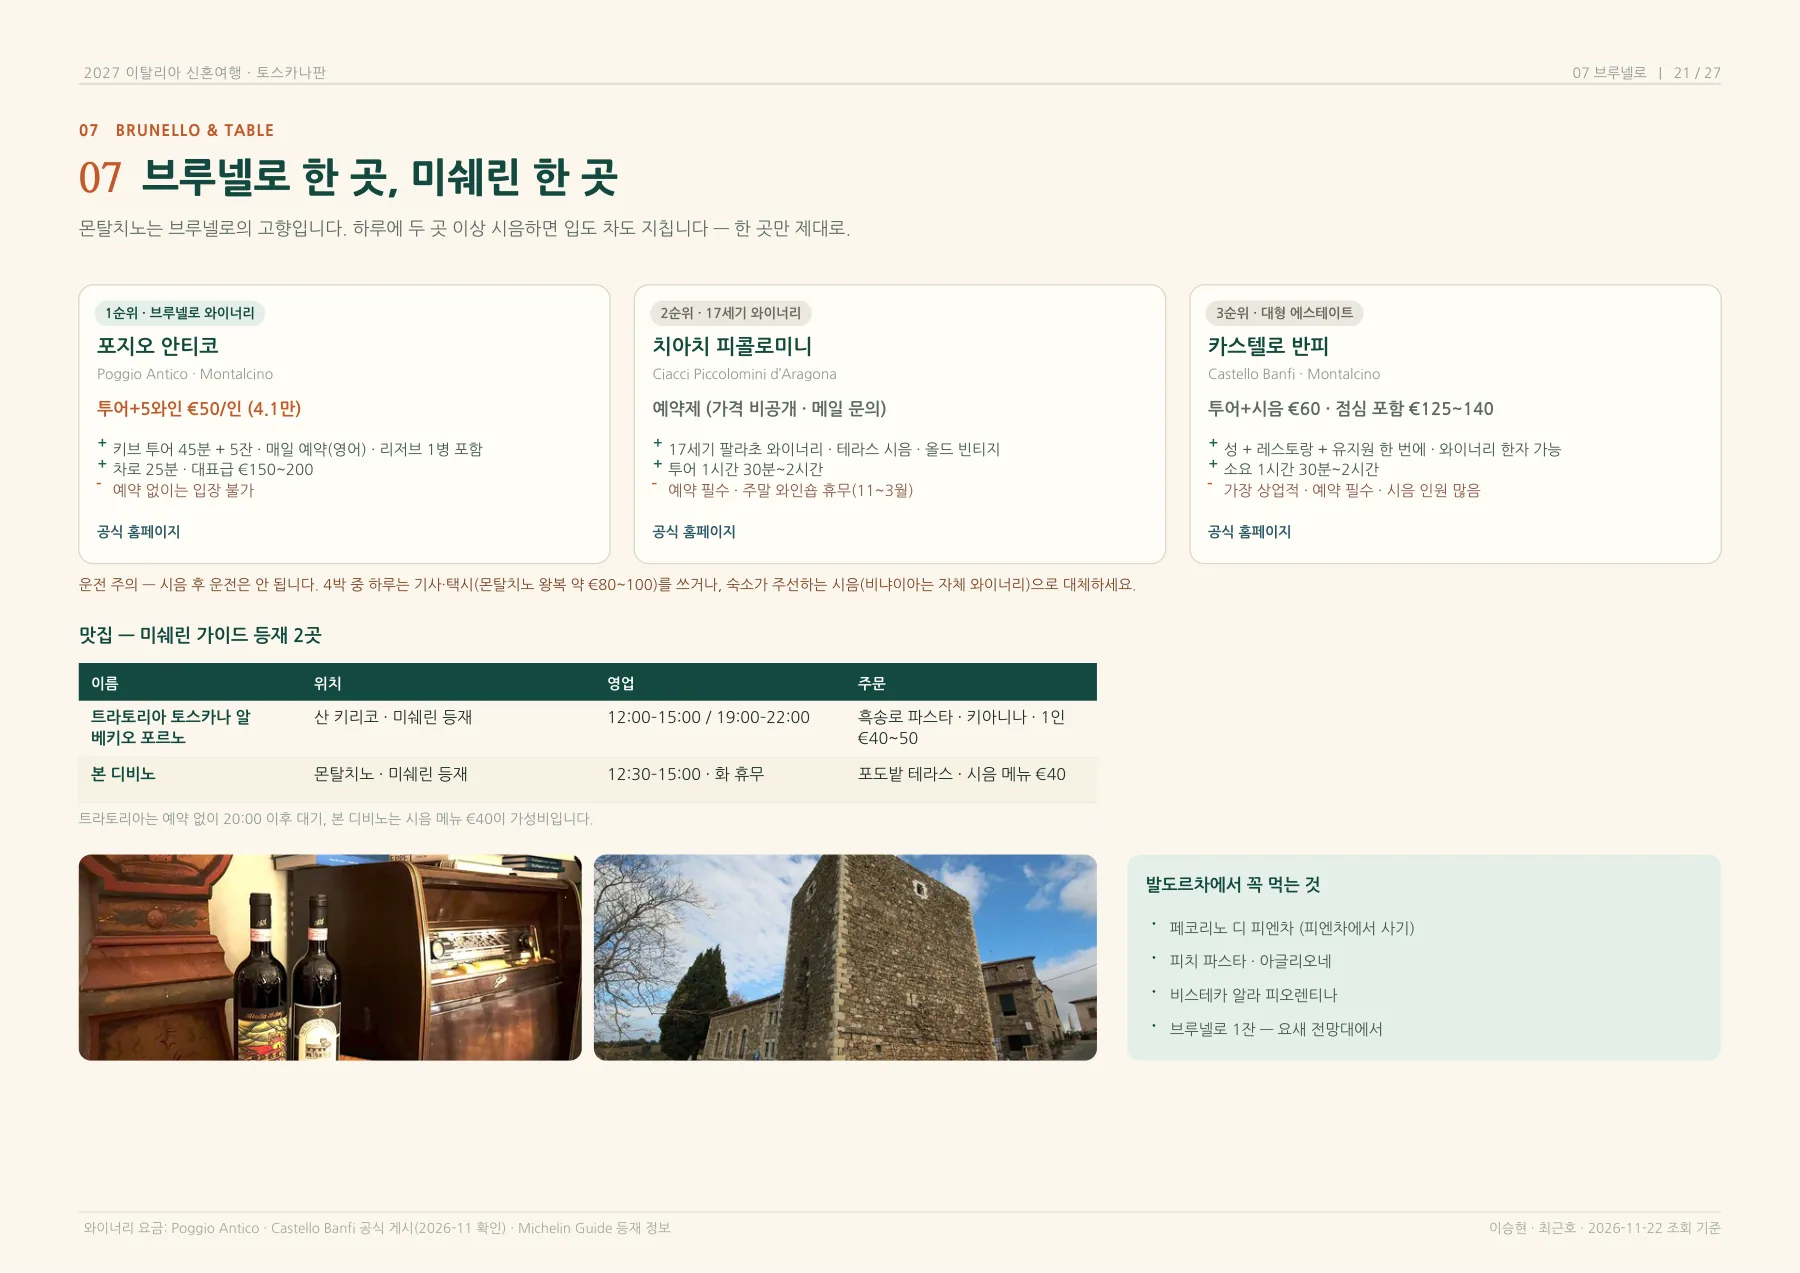 2027 이탈리아 신혼여행 · 토스카나판
07 브루넬로 | 21 / 27
07 BRUNELLO & TABLE
07 브루넬로 한 곳, 미쉐린 한 곳
몬탈치노는 브루넬로의 고향입니다. 하루에 두 곳 이상 시음하면 입도 차도 지칩니다 — 한 곳만 제대로.
1순위 · 브루넬로 와이너리
포지오 안티코
Poggio Antico · Montalcino
투어+5와인 €50/인 (4.1만)
+ 키브 투어 45분 + 5잔 · 매일 예약(영어) · 리저브 1병 포함
+ 차로 25분 · 대표급 €150~200
- 예약 없이는 입장 불가
공식 홈페이지
2순위 · 17세기 와이너리
치아치 피콜로미니
Ciacci Piccolomini d'Aragona
예약제 (가격 비공개 · 메일 문의)
+ 17세기 팔라초 와이너리 · 테라스 시음 · 올드 빈티지
+ 투어 1시간 30분~2시간
- 예약 필수 · 주말 와인숍 휴무(11~3월)
공식 홈페이지
3순위 · 대형 에스테이트
카스텔로 반피
Castello Banfi · Montalcino
투어+시음 €60 · 점심 포함 €125~140
+ 성 + 레스토랑 + 유지원 한 번에 · 와이너리 한자 가능
+ 소요 1시간 30분~2시간
- 가장 상업적 · 예약 필수 · 시음 인원 많음
공식 홈페이지
운전 주의 — 시음 후 운전은 안 됩니다. 4박 중 하루는 기사·택시(몬탈치노 왕복 약 €80~100)를 쓰거나, 숙소가 주선하는 시음(비냐이아는 자체 와이너리)으로 대체하세요.
맛집 — 미쉐린 가이드 등재 2곳
이름 위치 영업 주문
트라토리아 토스카나 알 베키오 포르노 산 키리코 · 미쉐린 등재 12:00-15:00 / 19:00-22:00 흑송로 파스타 · 키아니나 · 1인 €40~50
본 디비노 몬탈치노 · 미쉐린 등재 12:30-15:00 · 화 휴무 포도밭 테라스 · 시음 메뉴 €40
트라토리아는 예약 없이 20:00 이후 대기, 본 디비노는 시음 메뉴 €40이 가성비입니다.
발도르차에서 꼭 먹는 것
· 페코리노 디 피엔차 (피엔차에서 사기)
· 피치 파스타 · 아글리오네
· 비스테카 알라 피오렌티나
· 브루넬로 1잔 — 요새 전망대에서
와이너리 요금: Poggio Antico · Castello Banfi 공식 게시(2026-11 확인) · Michelin Guide 등재 정보
이승현 · 최근호 · 2026-11-22 조회 기준